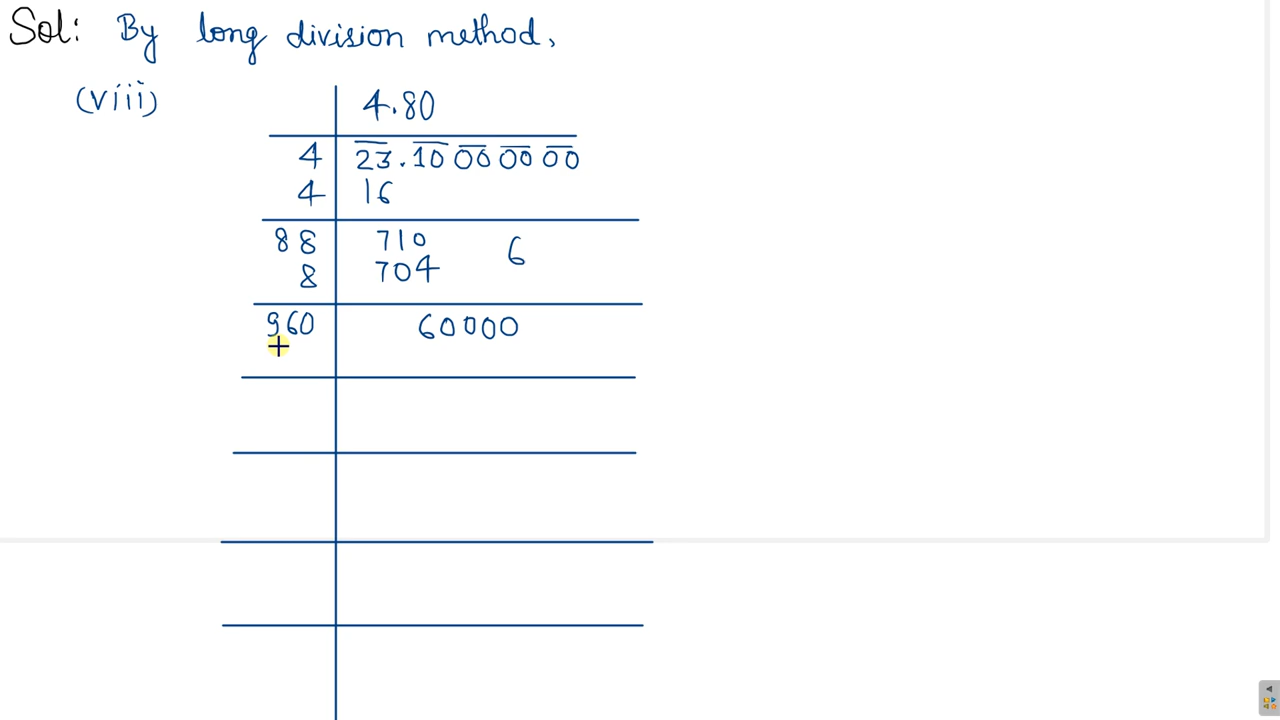 Sol: By long division method,
(viii)
4.80
4 23.10 00 00 00
4 16
88 710 6
8 704
960 60000